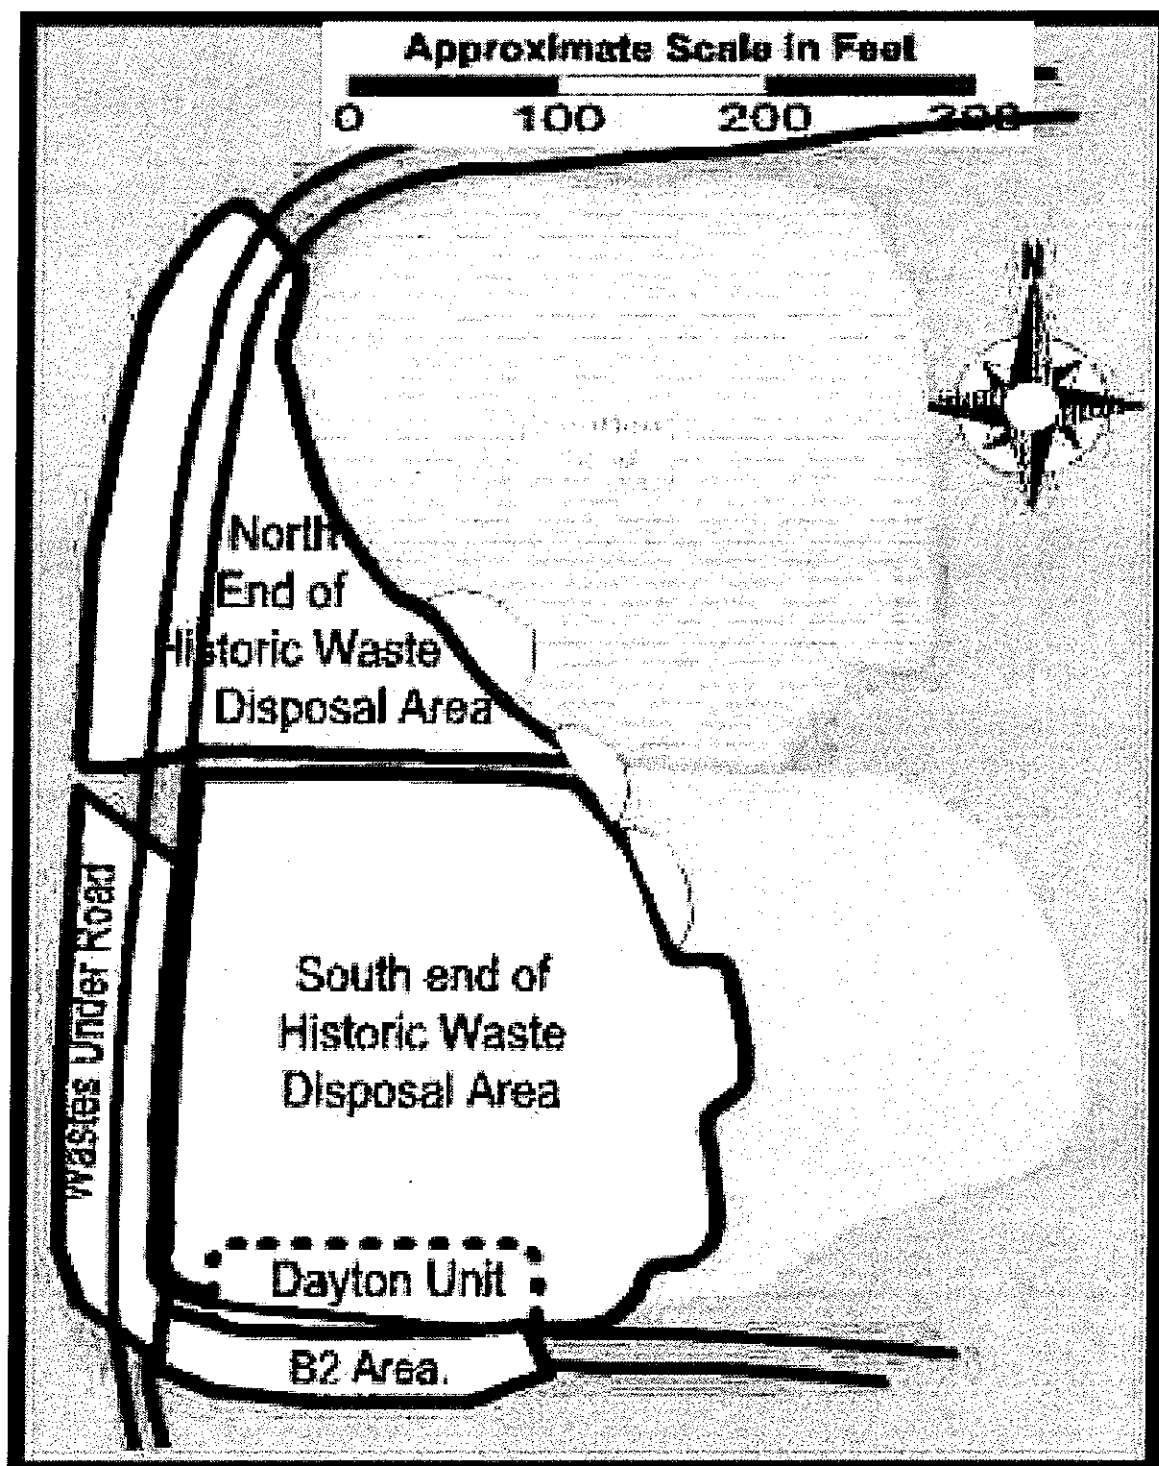 Approximate Scale in Feet
0 100 200 300
N
North
End of
Historic Waste
Disposal Area
Wastes Under Road
South end of
Historic Waste
Disposal Area
Dayton Unit
B2 Area.